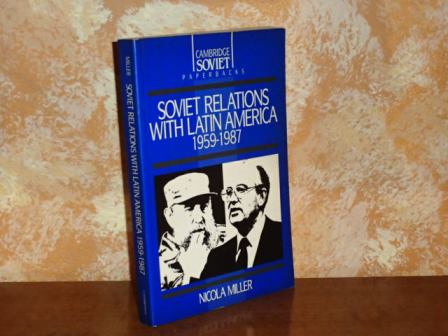 CAMBRIDGE
SOVIET
PAPERBACKS
SOVIET RELATIONS
WITH LATIN AMERICA
1959-1987
NICOLA MILLER
MILLER
SOVIET RELATIONS WITH LATIN AMERICA 1959-1987